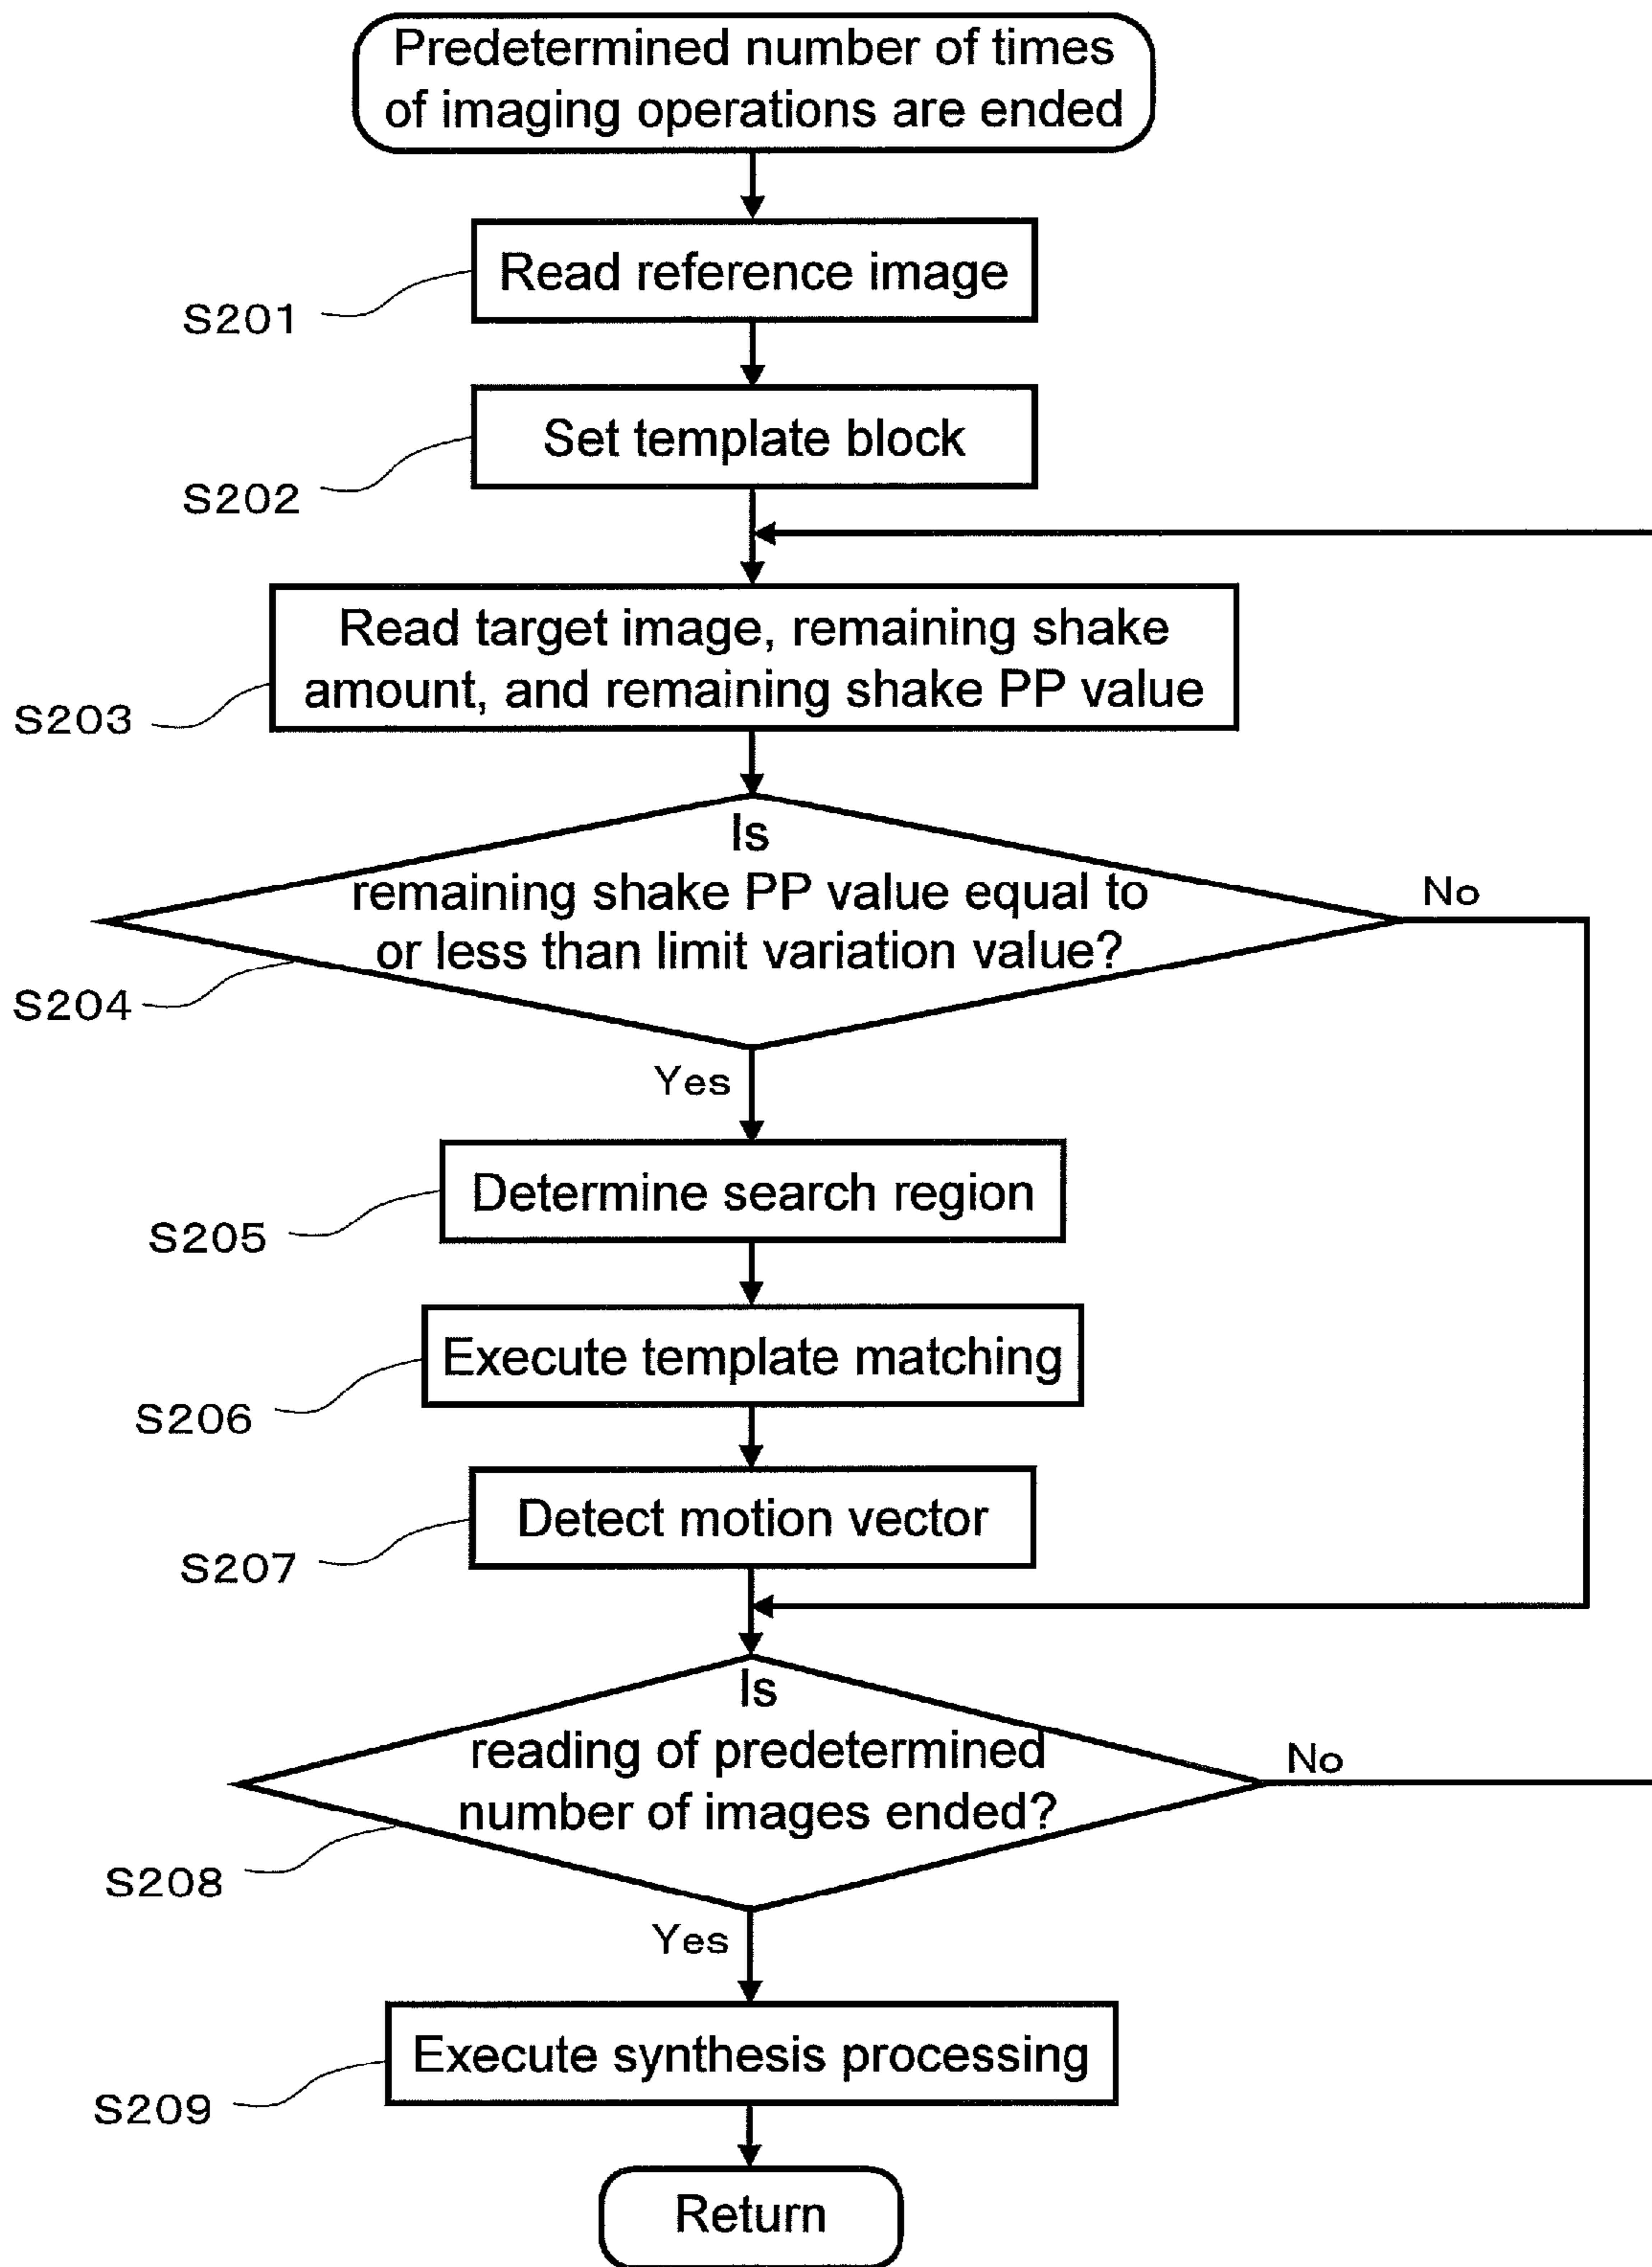 Predetermined number of times
of imaging operations are ended
Read reference image
S201
Set template block
S202
Read target image, remaining shake
amount, and remaining shake PP value
S203
Is
remaining shake PP value equal to
or less than limit variation value?
No
S204
Yes
Determine search region
S205
Execute template matching
S206
Detect motion vector
S207
Is
reading of predetermined
number of images ended?
No
S208
Yes
Execute synthesis processing
S209
Return